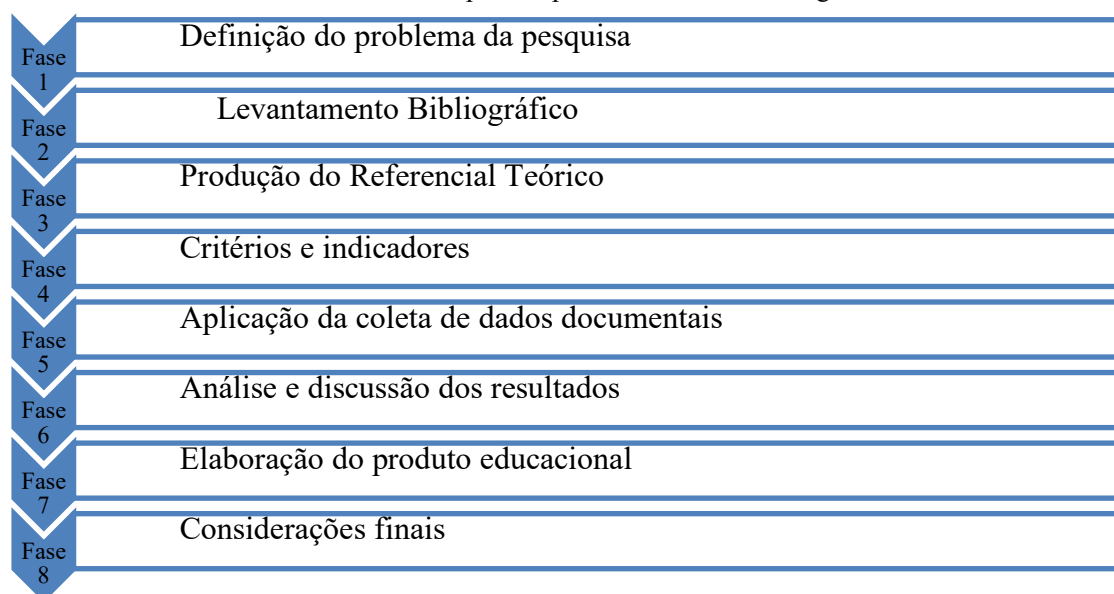 Fase
1
Definição do problema da pesquisa
Fase
2
Levantamento Bibliográfico
Fase
3
Produção do Referencial Teórico
Fase
4
Critérios e indicadores
Fase
5
Aplicação da coleta de dados documentais
Fase
6
Análise e discussão dos resultados
Fase
7
Elaboração do produto educacional
Fase
8
Considerações finais